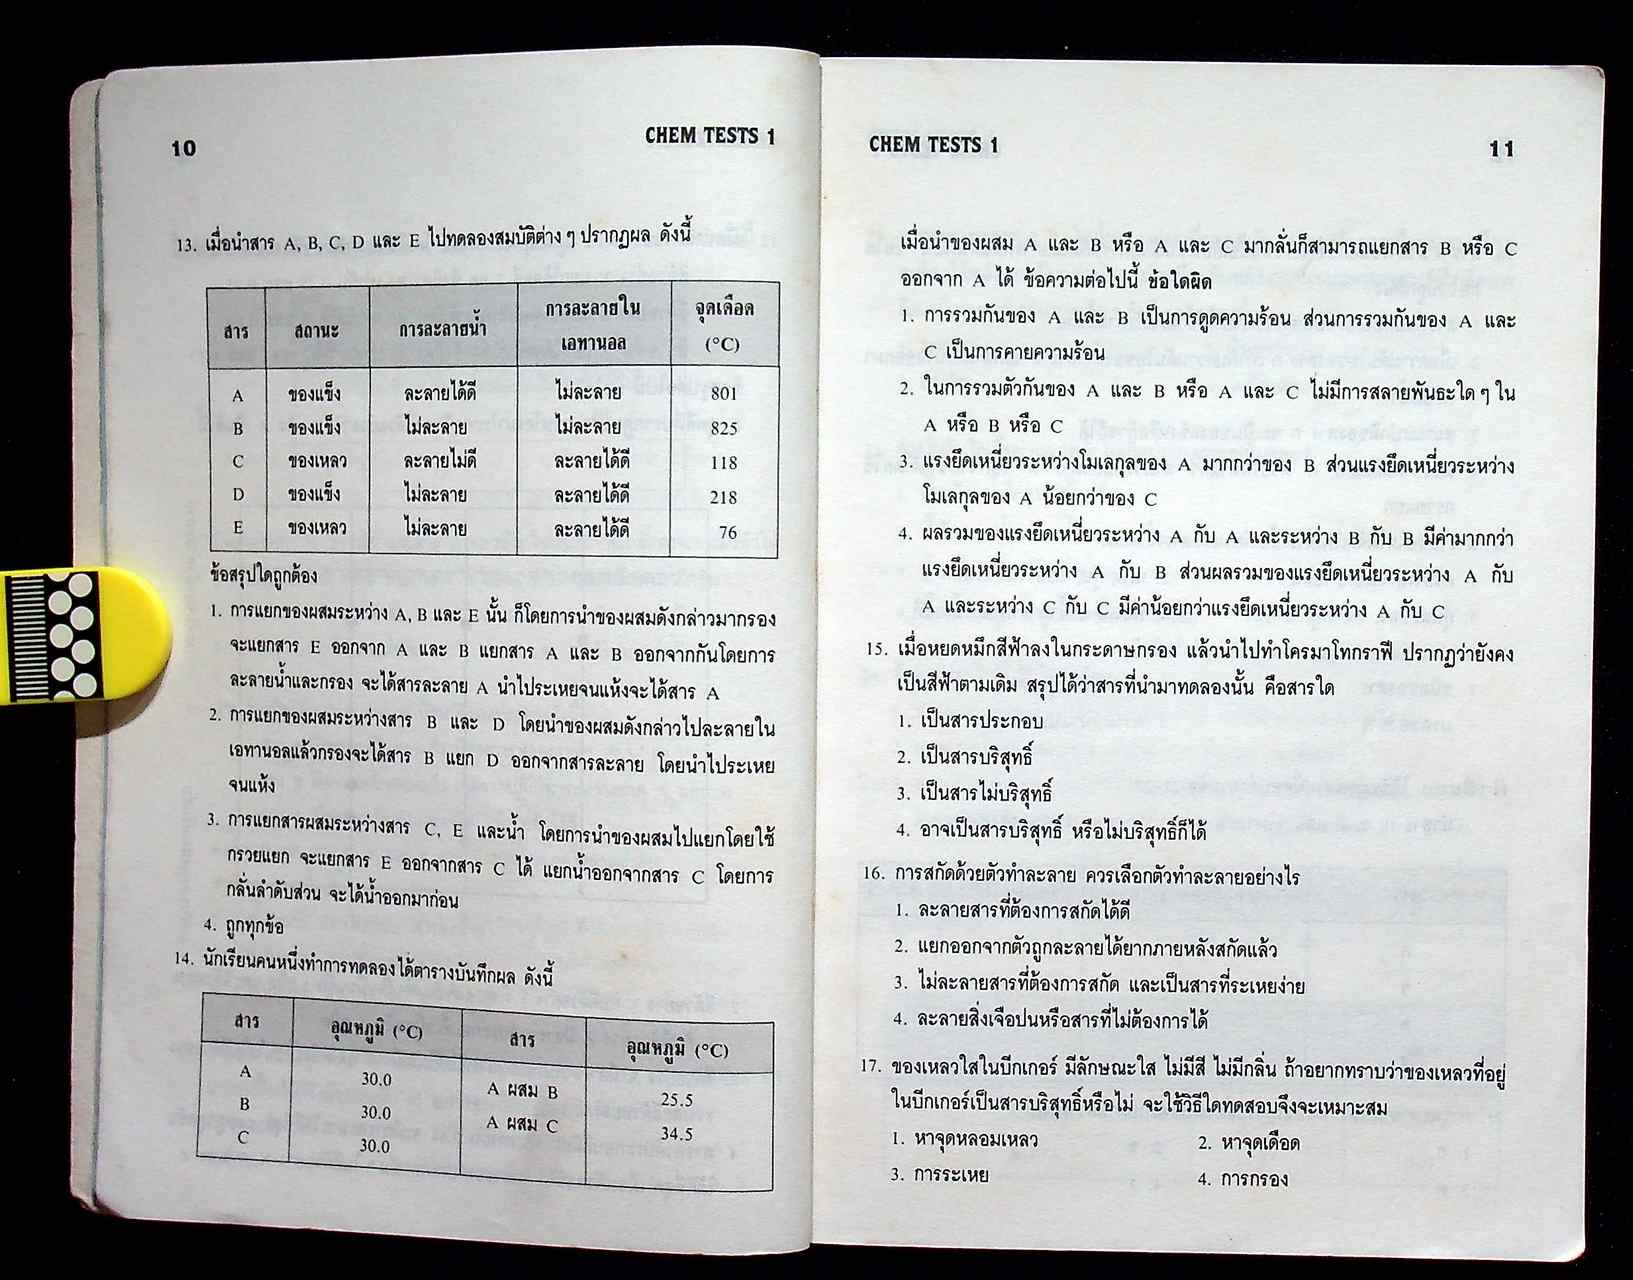 10
CHEM TESTS 1
13. เมื่อนำสาร A, B, C, D และ E ไปทดลองสมบัติต่าง ๆ ปรากฏผล ดังนี้
สาร สถานะ การละลายน้ำ การละลายในเอทานอล จุดเดือด (°C)
A ของแข็ง ละลายได้ดี ไม่ละลาย 801
B ของแข็ง ไม่ละลาย ไม่ละลาย 825
C ของเหลว ละลายไม่ดี ละลายได้ดี 118
D ของแข็ง ไม่ละลาย ละลายได้ดี 218
E ของเหลว ไม่ละลาย ละลายได้ดี 76
ข้อสรุปใดถูกต้อง
1. การแยกของผสมระหว่าง A, B และ E นั้น ก็โดยการนำของผสมดังกล่าวมากรอง
จะแยกสาร E ออกจาก A และ B แยกสาร A และ B ออกจากกันโดยการ
ละลายน้ำและกรอง จะได้สารละลาย A นำไประเหยจนแห้งจะได้สาร A
2. การแยกของผสมระหว่างสาร B และ D โดยนำของผสมดังกล่าวไปละลายใน
เอทานอลแล้วกรองจะได้สาร B แยก D ออกจากสารละลาย โดยนำไประเหย
จนแห้ง
3. การแยกสารผสมระหว่างสาร C, E และน้ำ โดยการนำของผสมไปแยกโดยใช้
กรวยแยก จะแยกสาร E ออกจากสาร C ได้ แยกน้ำออกจากสาร C โดยการ
กลั่นลำดับส่วน จะได้น้ำออกมาก่อน
4. ถูกทุกข้อ
14. นักเรียนคนหนึ่งทำการทดลองได้ตารางบันทึกผล ดังนี้
สาร อุณหภูมิ (°C) สาร อุณหภูมิ (°C)
A 30.0 A ผสม B 25.5
B 30.0 A ผสม C 34.5
C 30.0
CHEM TESTS 1
11
เมื่อนำของผสม A และ B หรือ A และ C มากลั่นก็สามารถแยกสาร B หรือ C
ออกจาก A ได้ ข้อความต่อไปนี้ ข้อใดผิด
1. การรวมกันของ A และ B เป็นการดูดความร้อน ส่วนการรวมกันของ A และ
C เป็นการคายความร้อน
2. ในการรวมตัวกันของ A และ B หรือ A และ C ไม่มีการสลายพันธะใด ๆ ใน
A หรือ B หรือ C
3. แรงยึดเหนี่ยวระหว่างโมเลกุลของ A มากกว่าของ B ส่วนแรงยึดเหนี่ยวระหว่าง
โมเลกุลของ A น้อยกว่าของ C
4. ผลรวมของแรงยึดเหนี่ยวระหว่าง A กับ A และระหว่าง B กับ B มีค่ามากกว่า
แรงยึดเหนี่ยวระหว่าง A กับ B ส่วนผลรวมของแรงยึดเหนี่ยวระหว่าง A กับ
A และระหว่าง C กับ C มีค่าน้อยกว่าแรงยึดเหนี่ยวระหว่าง A กับ C
15. เมื่อหยดหมึกสีฟ้าลงในกระดาษกรอง แล้วนำไปทำโครมาโทกราฟี ปรากฏว่ายังคง
เป็นสีฟ้าตามเดิม สรุปได้ว่าสารที่นำมาทดลองนั้น คือสารใด
1. เป็นสารประกอบ
2. เป็นสารบริสุทธิ์
3. เป็นสารไม่บริสุทธิ์
4. อาจเป็นสารบริสุทธิ์ หรือไม่บริสุทธิ์ก็ได้
16. การสกัดด้วยตัวทำละลาย ควรเลือกตัวทำละลายอย่างไร
1. ละลายสารที่ต้องการสกัดได้ดี
2. แยกออกจากตัวถูกละลายได้ยากภายหลังสกัดแล้ว
3. ไม่ละลายสารที่ต้องการสกัด และเป็นสารที่ระเหยง่าย
4. ละลายสิ่งเจือปนหรือสารที่ไม่ต้องการได้
17. ของเหลวใสในบีกเกอร์ มีลักษณะใส ไม่มีสี ไม่มีกลิ่น ถ้าอยากทราบว่าของเหลวที่อยู่
ในบีกเกอร์เป็นสารบริสุทธิ์หรือไม่ จะใช้วิธีใดทดสอบจึงจะเหมาะสม
1. หาจุดหลอมเหลว 2. หาจุดเดือด
3. การระเหย 4. การกรอง